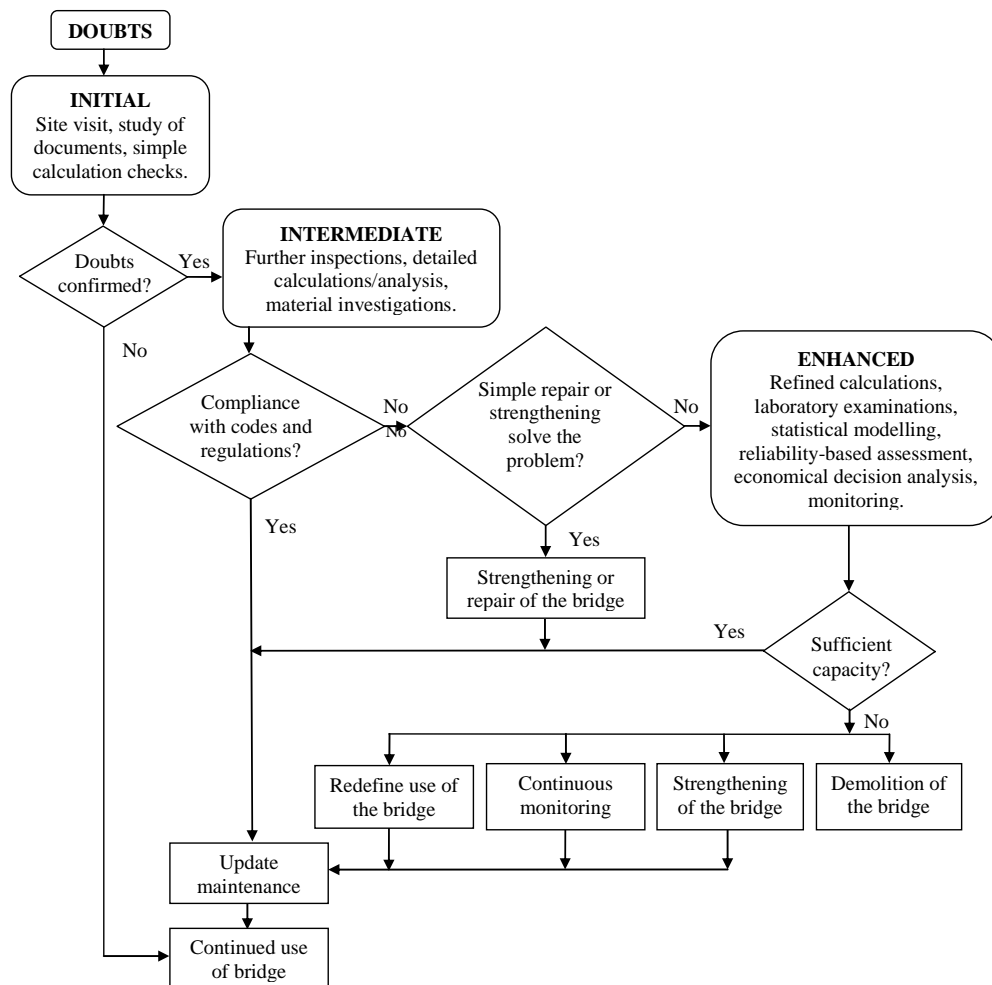 DOUBTS
INITIAL
Site visit, study of
documents, simple
calculation checks.
Doubts
confirmed?
Yes
No
INTERMEDIATE
Further inspections, detailed
calculations/analysis,
material investigations.
Compliance
with codes and
regulations?
No
No
Yes
Simple repair or
strengthening
solve the
problem?
No
Yes
ENHANCED
Refined calculations,
laboratory examinations,
statistical modelling,
reliability-based assessment,
economical decision analysis,
monitoring.
Strengthening or
repair of the bridge
Yes
Sufficient
capacity?
No
Redefine use of
the bridge
Continuous
monitoring
Strengthening
of the bridge
Demolition of
the bridge
Update
maintenance
Continued use
of bridge